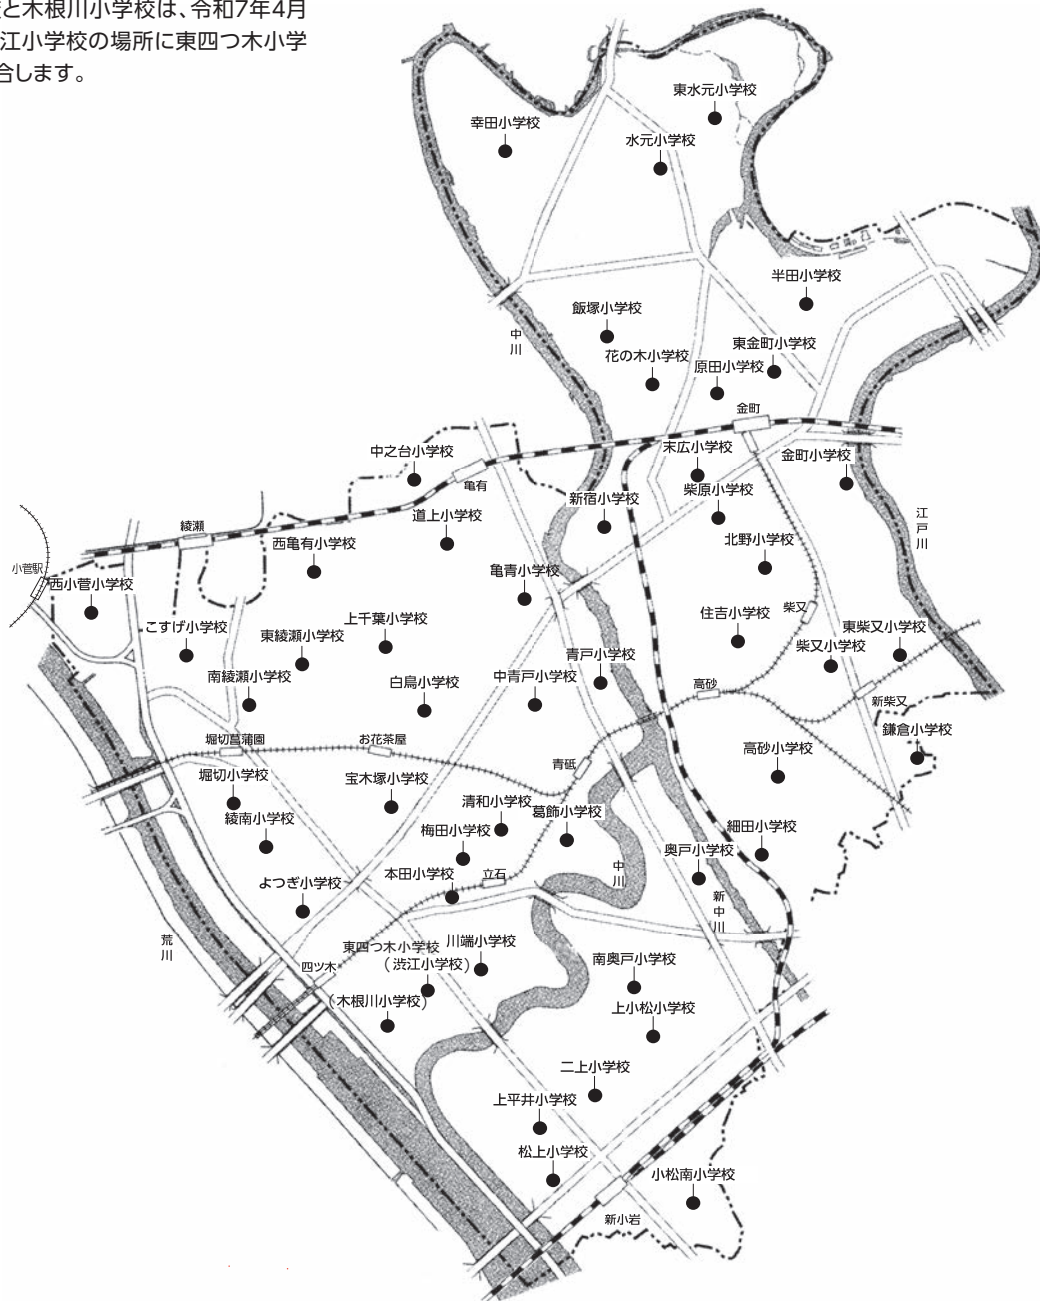 と木根川小学校は、令和7年4月
江小学校の場所に東四つ木小学
合します。
東水元小学校
幸田小学校
水元小学校
半田小学校
飯塚小学校
中川
東金町小学校
花の木小学校
原田小学校
金町
末広小学校
中之台小学校
金町小学校
亀有
柴原小学校
新宿小学校
道上小学校
綾瀬
江戸川
西亀有小学校
北野小学校
小菅駅
亀青小学校
西小菅小学校
柴又
住吉小学校
上千葉小学校
こすげ小学校
東綾瀬小学校
東柴又小学校
柴又小学校
青戸小学校
南綾瀬小学校
中青戸小学校
白鳥小学校
高砂
新柴又
鎌倉小学校
堀切菖蒲園
お花茶屋
高砂小学校
青砥
堀切小学校
宝木塚小学校
清和小学校
葛飾小学校
綾南小学校
梅田小学校
細田小学校
奥戸小学校
本田小学校
立石
中川
よつぎ小学校
新中川
荒川
東四つ木小学校
川端小学校
(渋江小学校)
南奥戸小学校
四ツ木
(木根川小学校)
上小松小学校
二上小学校
上平井小学校
松上小学校
小松南小学校
新小岩